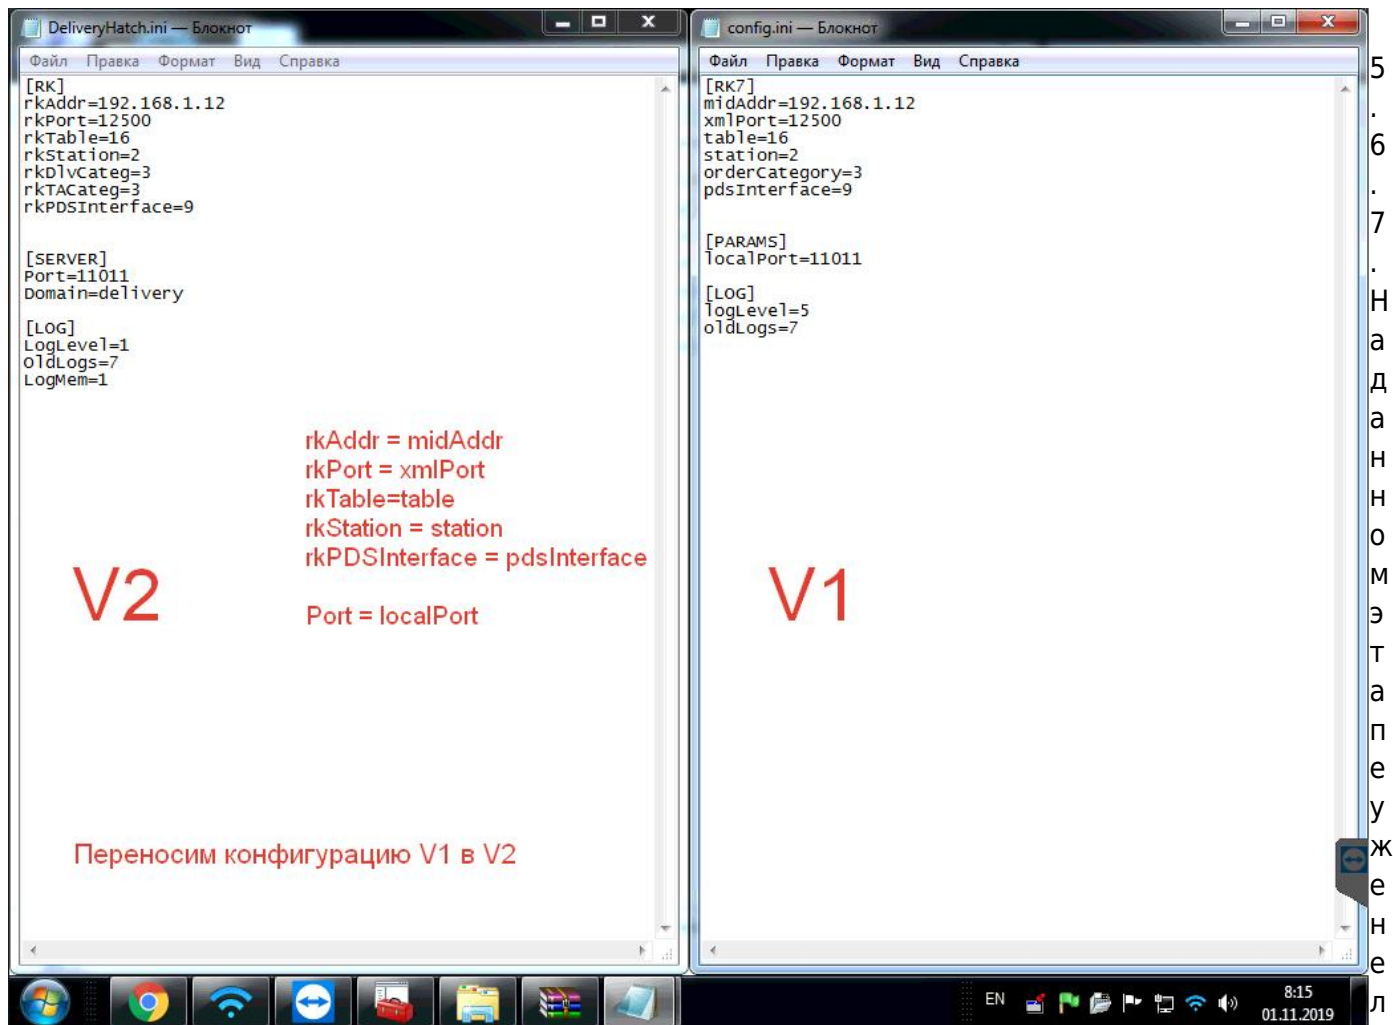 DeliveryHatch.ini — Блокнот
Файл Правка Формат Вид Справка
[RK]
rkAddr=192.168.1.12
rkPort=12500
rkTable=16
rkStation=2
rkDlvCateg=3
rkTACateg=3
rkPDSInterface=9
[SERVER]
Port=11011
Domain=delivery
[LOG]
LogLevel=1
OldLogs=7
LogMem=1
rkAddr = midAddr
rkPort = xmlPort
rkTable=table
rkStation = station
rkPDSInterface = pdsInterface
Port = localPort
V2
Переносим конфигурацию V1 в V2
config.ini — Блокнот
Файл Правка Формат Вид Справка
[RK7]
midAddr=192.168.1.12
xmlPort=12500
table=16
station=2
orderCategory=3
pdsInterface=9
[PARAMS]
localPort=11011
[LOG]
logLevel=5
oldLogs=7
V1
EN
8:15
01.11.2019
5
.
6
.
7
.
Н
а
д
а
н
н
о
м
э
т
а
п
е
у
ж
е
н
е
л